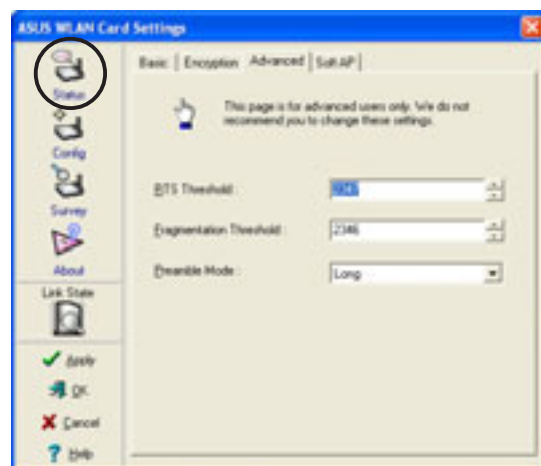 ASUS WLAN Card Settings
Status
Config
Survey
About
Link State
Apply
OK
Cancel
Help
Basic
Encryption
Advanced
Soft AP
This page is for advanced users only. We do not
recommend you to change these settings.
RTS Threshold :
Fragmentation Threshold :
2346
Preamble Mode :
Long